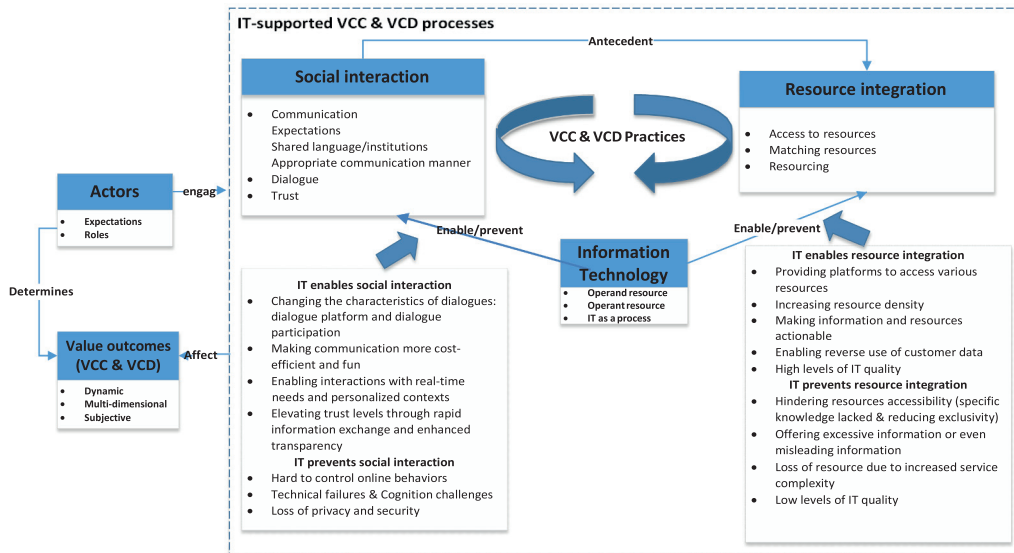 IT-supported VCC & VCD processes
Antecedent
Social interaction
Communication
Expectations
Shared language/institutions
Appropriate communication manner
Dialogue
Trust
VCC & VCD Practices
Resource integration
Access to resources
Matching resources
Resourcing
Actors
Expectations
Roles
engag
Enable/prevent
Enable/prevent
Information
Technology
Operand resource
Operant resource
IT as a process
Determines
Value outcomes
(VCC & VCD)
Dynamic
Multi-dimensional
Subjective
Affect
IT enables social interaction
Changing the characteristics of dialogues:
dialogue platform and dialogue
participation
Making communication more cost-
efficient and fun
Enabling interactions with real-time
needs and personalized contexts
Elevating trust levels through rapid
information exchange and enhanced
transparency
IT prevents social interaction
Hard to control online behaviors
Technical failures & Cognition challenges
Loss of privacy and security
IT enables resource integration
Providing platforms to access various
resources
Increasing resource density
Making information and resources
actionable
Enabling reverse use of customer data
High levels of IT quality
IT prevents resource integration
Hindering resources accessibility (specific
knowledge lacked & reducing exclusivity)
Offering excessive information or even
misleading information
Loss of resource due to increased service
complexity
Low levels of IT quality